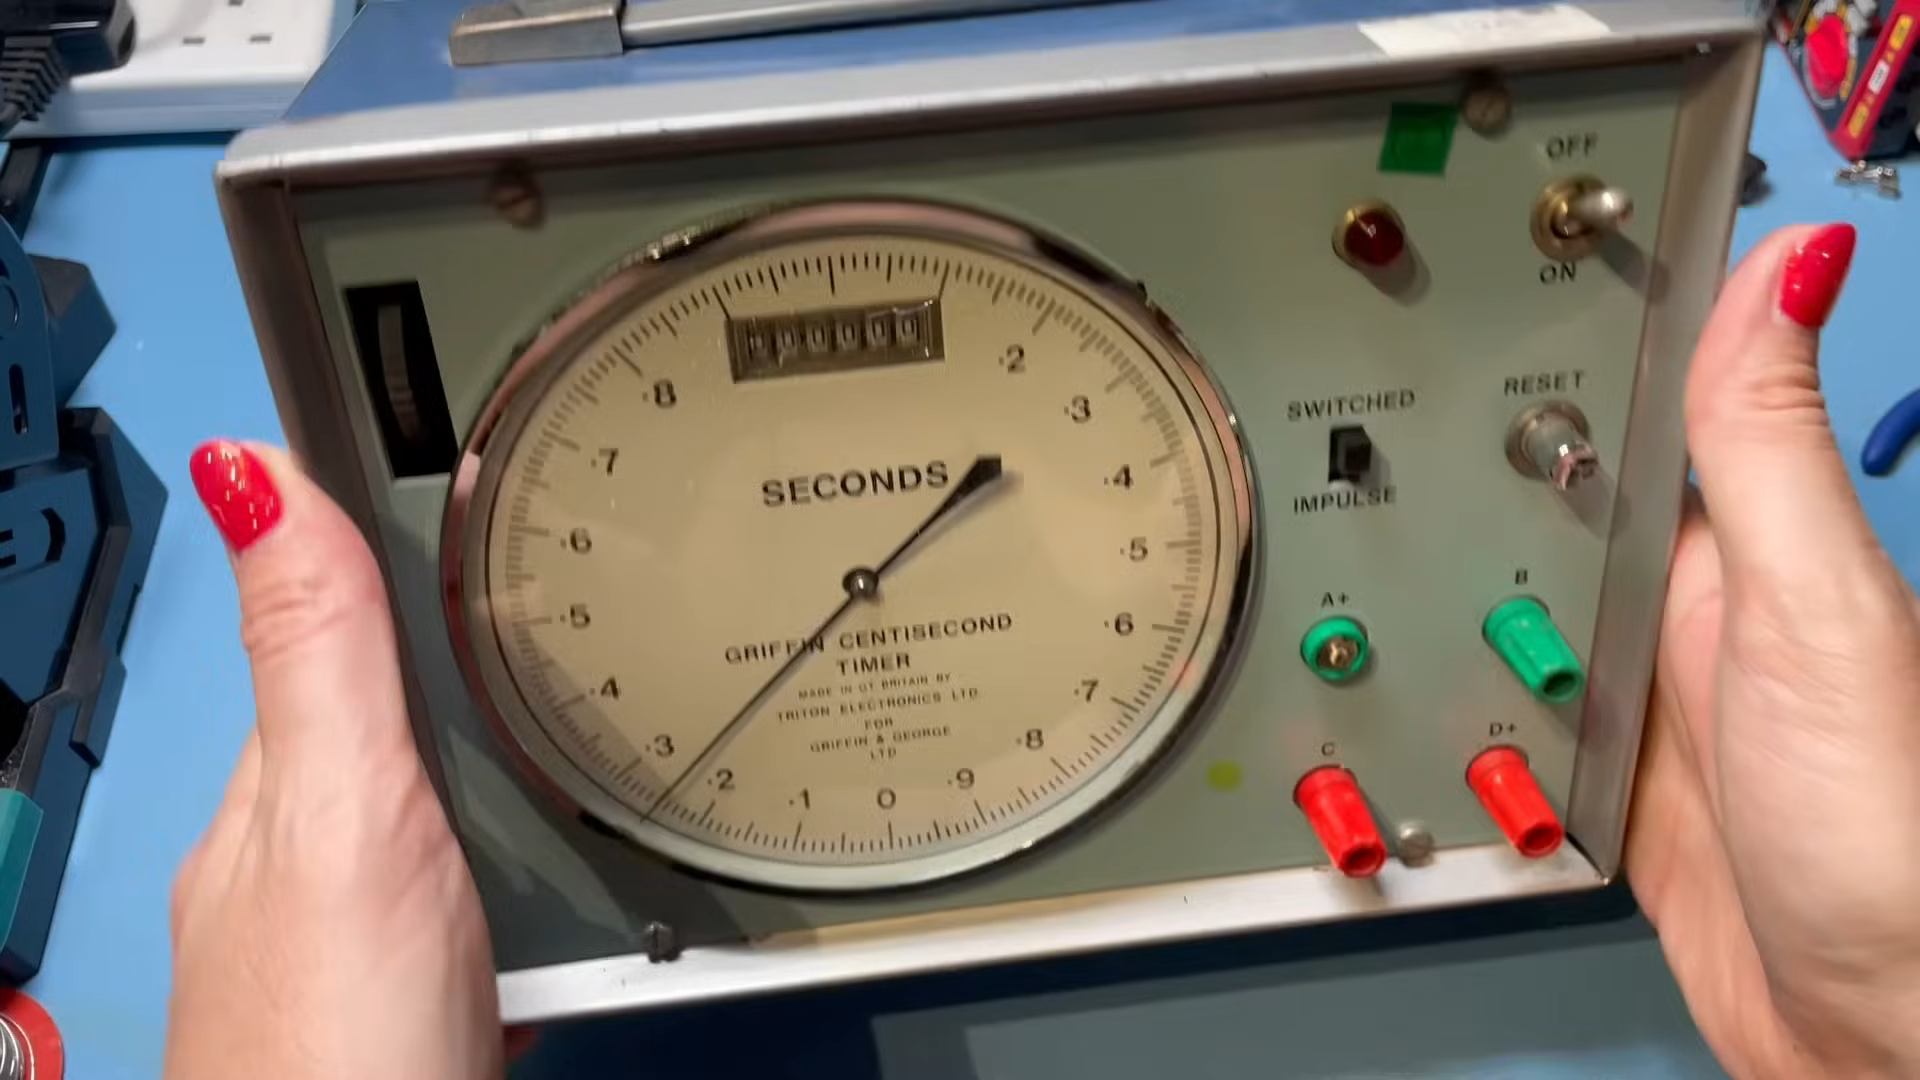 OFF
ON
000000
.8
.2
.7
.3
SECONDS
.4
.6
.5
.5
.6
.4
.7
.3
.8
.2
.1
0
.9
GRIFFIN CENTISECOND
TIMER
MADE IN GT BRITAIN BY
TRITON ELECTRONICS LTD.
FOR
GRIFFIN & GEORGE
LTD
SWITCHED
IMPULSE
RESET
A+
B
C
D+